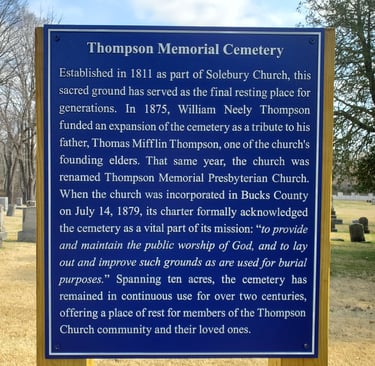 Thompson Memorial Cemetery
Established in 1811 as part of Solebury Church, this
sacred ground has served as the final resting place for
generations. In 1875, William Neely Thompson
funded an expansion of the cemetery as a tribute to his
father, Thomas Mifflin Thompson, one of the church's
founding elders. That same year, the church was
renamed Thompson Memorial Presbyterian Church.
When the church was incorporated in Bucks County
on July 14, 1879, its charter formally acknowledged
the cemetery as a vital part of its mission: “to provide
and maintain the public worship of God, and to lay
out and improve such grounds as are used for burial
purposes.” Spanning ten acres, the cemetery has
remained in continuous use for over two centuries,
offering a place of rest for members of the Thompson
Church community and their loved ones.